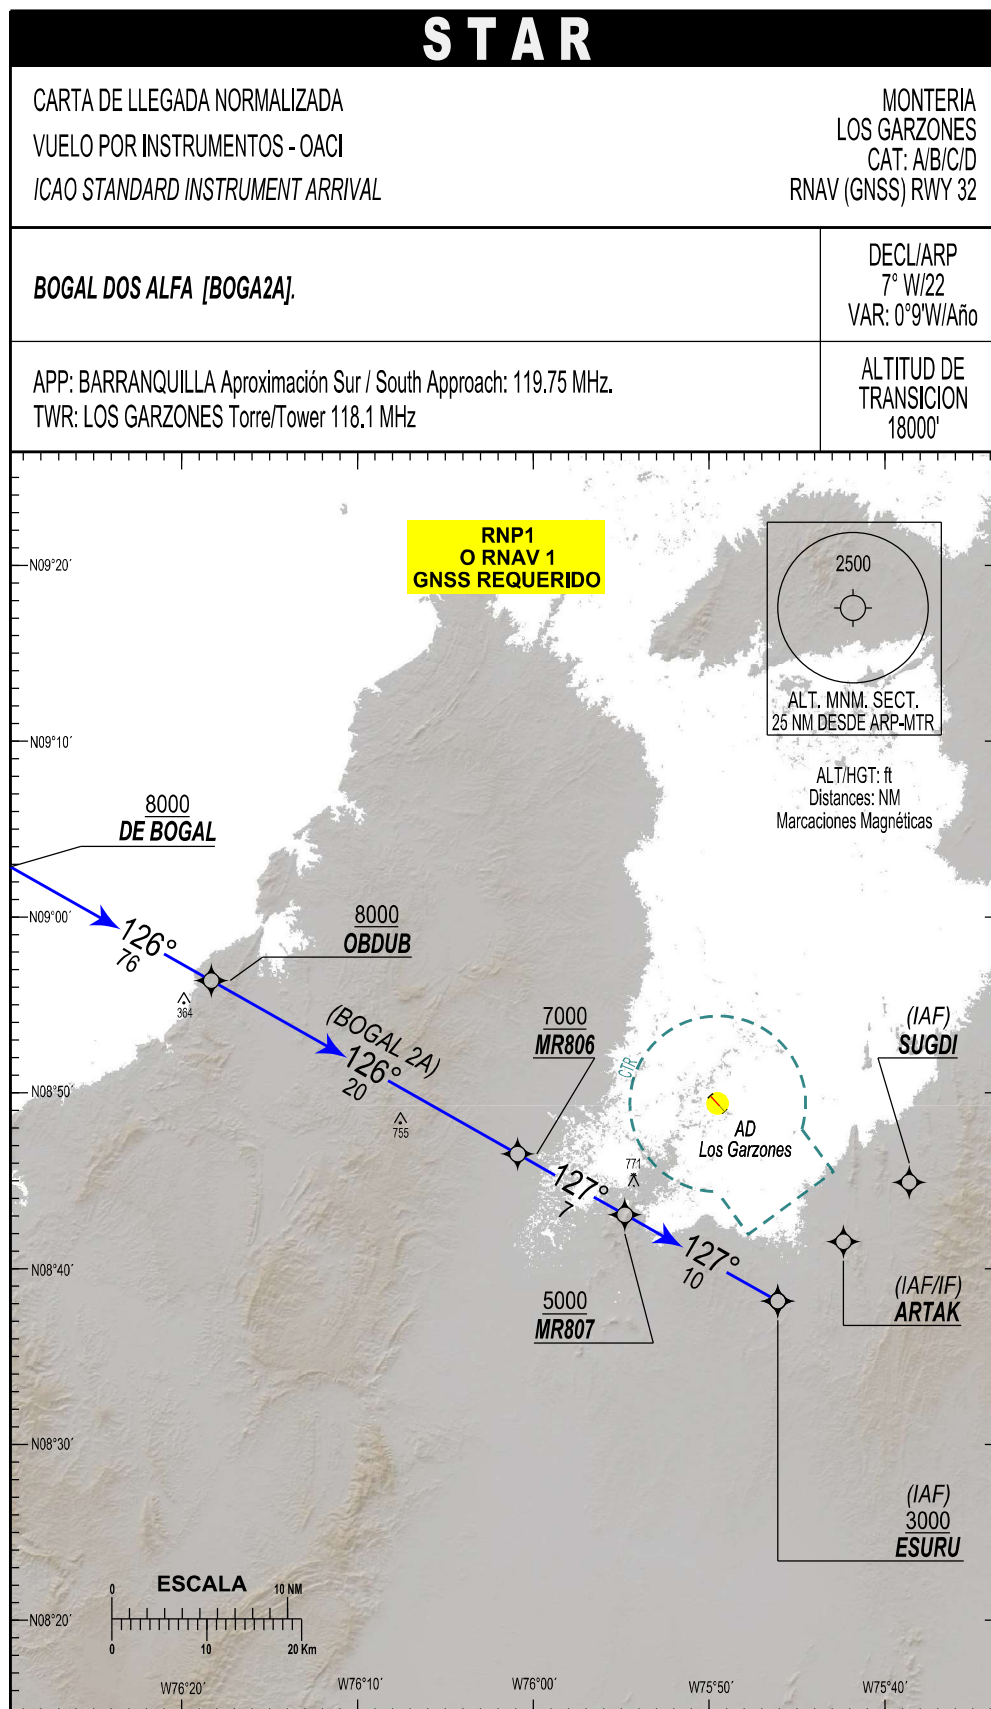 STAR
CARTA DE LLEGADA NORMALIZADA
VUELO POR INSTRUMENTOS - OACI
ICAO STANDARD INSTRUMENT ARRIVAL
MONTERIA
LOS GARZONES
CAT: A/B/C/D
RNAV (GNSS) RWY 32
BOGAL DOS ALFA [BOGA2A].
DECL/ARP
7° W/22
VAR: 0°9'W/Año
APP: BARRANQUILLA Aproximación Sur / South Approach: 119.75 MHz.
TWR: LOS GARZONES Torre/Tower 118.1 MHz
ALTITUD DE
TRANSICION
18000'
RNP1
O RNAV 1
GNSS REQUERIDO
2500
ALT. MNM. SECT.
25 NM DESDE ARP-MTR
ALT/HGT: ft
Distances: NM
Marcaciones Magnéticas
N09°20´
N09°10´
8000
DE BOGAL
N09°00´
126°
76
8000
OBDUB
364
(BOGAL 2A)
126°
20
755
7000
MR806
CTR
(IAF)
SUGDI
N08°50´
AD
Los Garzones
771
127°
7
127°
10
N08°40´
5000
MR807
(IAF/IF)
ARTAK
N08°30´
(IAF)
3000
ESURU
ESCALA
0
10 NM
0
10
20 Km
N08°20´
W76°20´
W76°10´
W76°00´
W75°50´
W75°40´